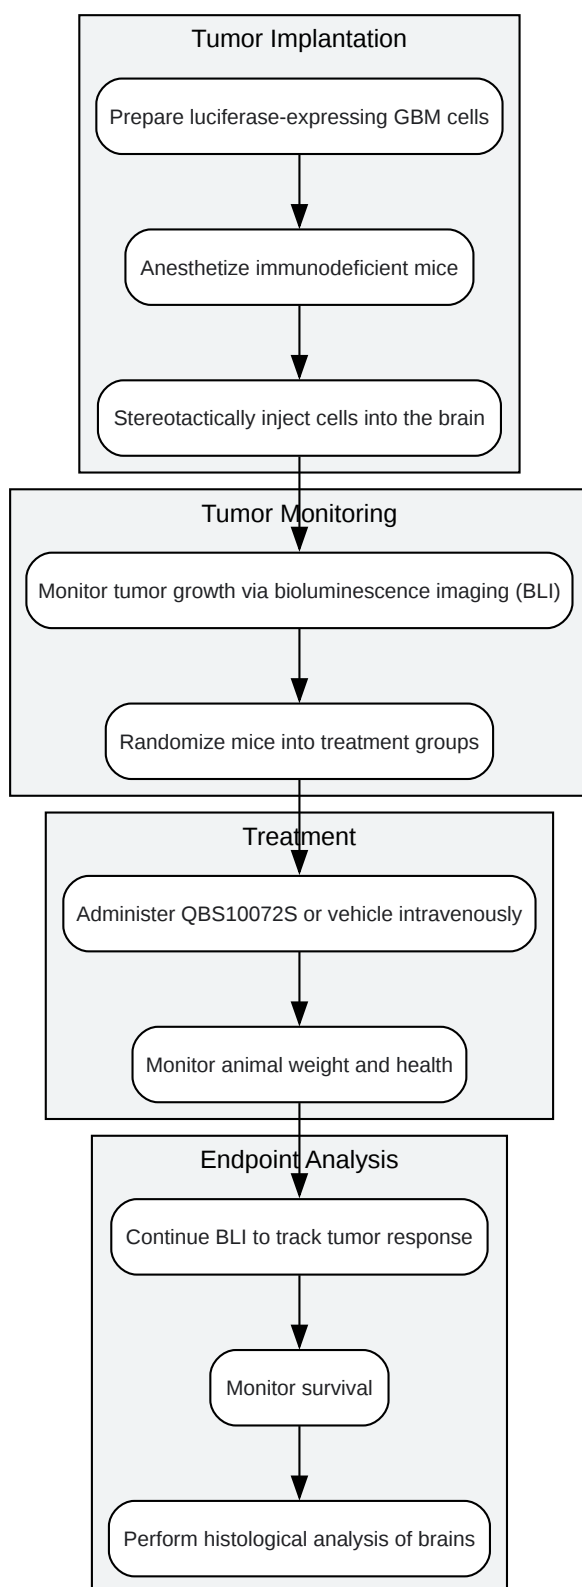 Tumor Implantation
Prepare luciferase-expressing GBM cells
Anesthetize immunodeficient mice
Stereotactically inject cells into the brain
Tumor Monitoring
Monitor tumor growth via bioluminescence imaging (BLI)
Randomize mice into treatment groups
Treatment
Administer QBS10072S or vehicle intravenously
Monitor animal weight and health
Endpoint Analysis
Continue BLI to track tumor response
Monitor survival
Perform histological analysis of brains